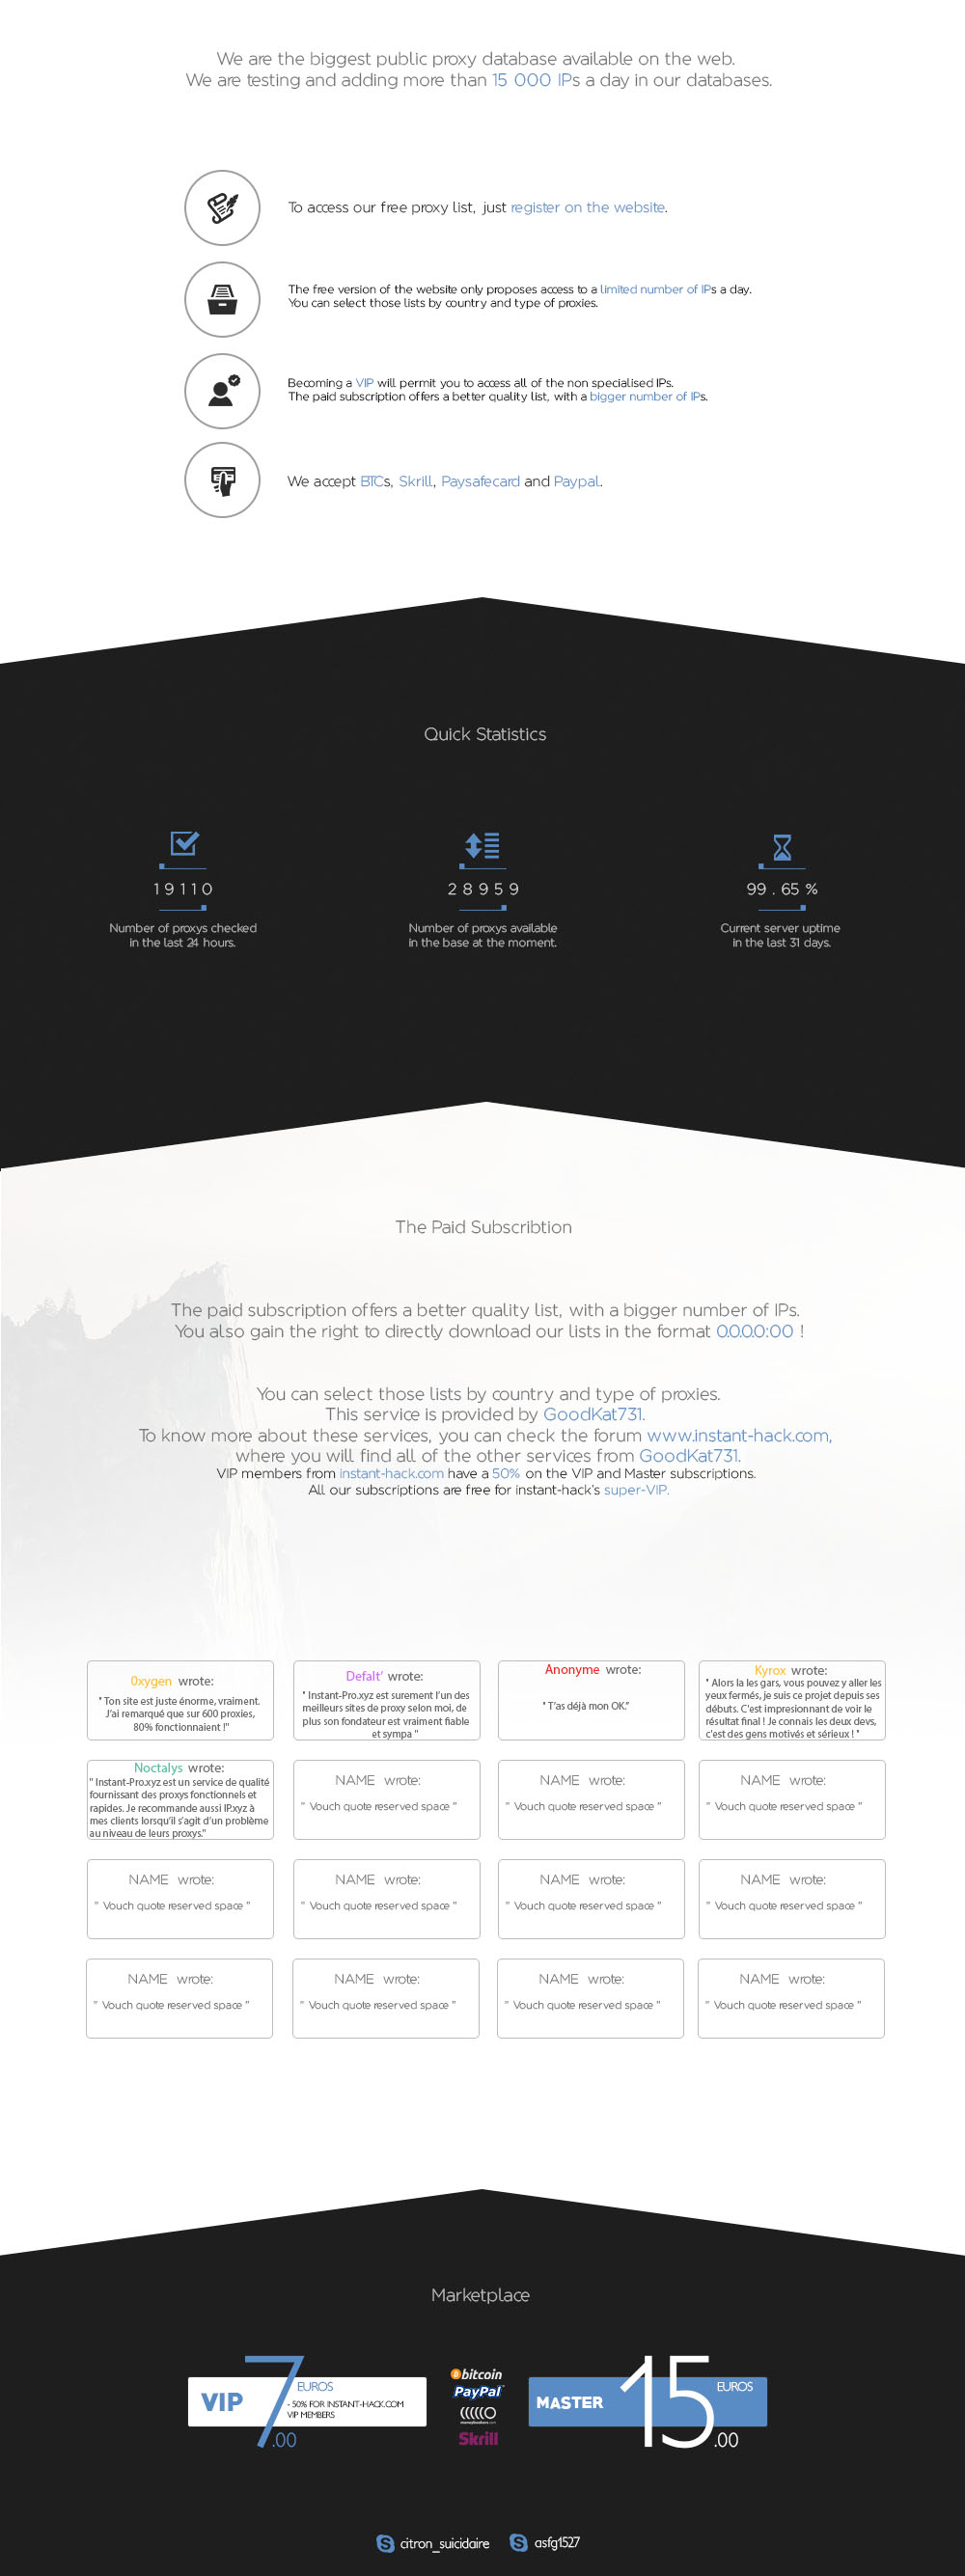 We are the biggest public proxy database available on the web.
We are testing and adding more than 15 000 IPs a day in our databases.
To access our free proxy list, just register on the website.
The free version of the website only proposes access to a limited number of IPs a day.
You can select those lists by country and type of proxies.
Becoming a VIP will permit you to access all of the non specialised IPs.
The paid subscription offers a better quality list, with a bigger number of IPs.
We accept BTCs, Skrill, Paysafecard and Paypal.
Quick Statistics
19110
Number of proxys checked
in the last 24 hours.
28959
Number of proxys available
in the base at the moment.
99.65%
Current server uptime
in the last 31 days.
The Paid Subscribtion
The paid subscription offers a better quality list, with a bigger number of IPs.
You also gain the right to directly download our lists in the format 0.0.0.0:00 !
You can select those lists by country and type of proxies.
This service is provided by GoodKat731.
To know more about these services, you can check the forum www.instant-hack.com,
where you will find all of the other services from GoodKat731.
VIP members from instant-hack.com have a 50% on the VIP and Master subscriptions.
All our subscriptions are free for instant-hack's super-VIP.
0xygen wrote:
" Ton site est juste énorme, vraiment.
J'ai remarqué que sur 600 proxies,
80% fonctionnaient !"
Defalt' wrote:
" Instant-Pro.xyz est surement l'un des
meilleurs sites de proxy selon moi, de
plus son fondateur est vraiment fiable
et sympa "
Anonyme wrote:
" T'as déjà mon OK."
Kyrox wrote:
" Alors la les gars, vous pouvez y aller les
yeux fermés, je suis ce projet depuis ses
débuts. C'est impresionnant de voir le
résultat final ! Je connais les deux devs,
c'est des gens motivés et sérieux ! "
Noctalys wrote:
" Instant-Pro.xyz est un service de qualité
fournissant des proxys fonctionnels et
rapides. Je recommande aussi IP.xyz à
mes clients lorsqu'il s'agit d'un problème
au niveau de leurs proxys."
NAME wrote:
" Vouch quote reserved space "
NAME wrote:
" Vouch quote reserved space "
NAME wrote:
" Vouch quote reserved space "
NAME wrote:
" Vouch quote reserved space "
NAME wrote:
" Vouch quote reserved space "
NAME wrote:
" Vouch quote reserved space "
NAME wrote:
" Vouch quote reserved space "
NAME wrote:
" Vouch quote reserved space "
NAME wrote:
" Vouch quote reserved space "
NAME wrote:
" Vouch quote reserved space "
NAME wrote:
" Vouch quote reserved space "
Marketplace
VIP
7.00
EUROS
- 50% FOR INSTANT-HACK.COM
VIP MEMBERS
bitcoin
PayPal
Skrill
MASTER
15.00
EUROS
citron_suicidaire
asfg1527